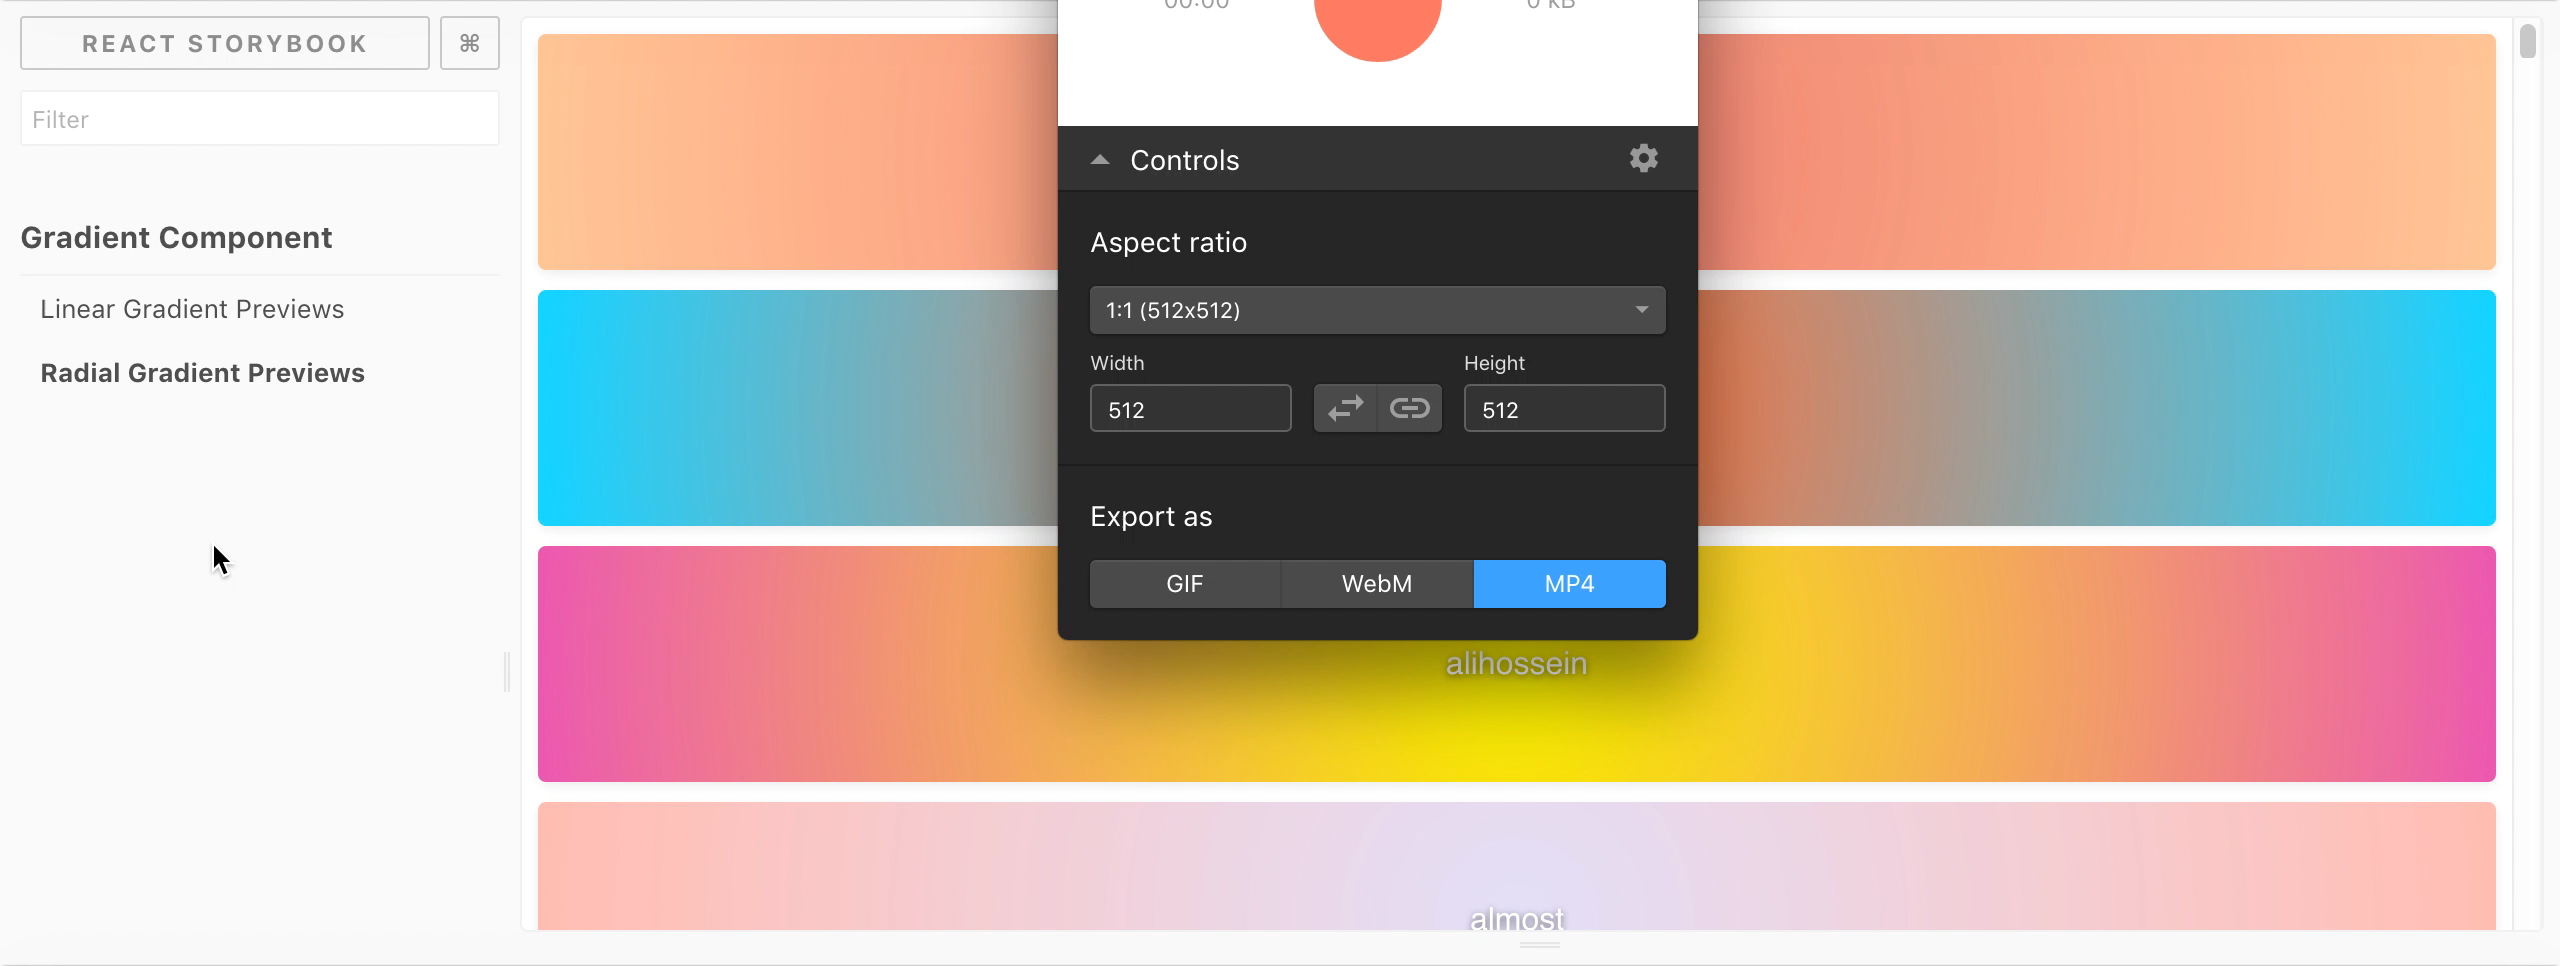 00:00
0 kB
REACT STORYBOOK ⌘
Filter
Gradient Component
Linear Gradient Previews
Radial Gradient Previews
Controls
Aspect ratio
1:1 (512x512)
Width
Height
512
512
Export as
GIF
WebM
MP4
alihossein
almost